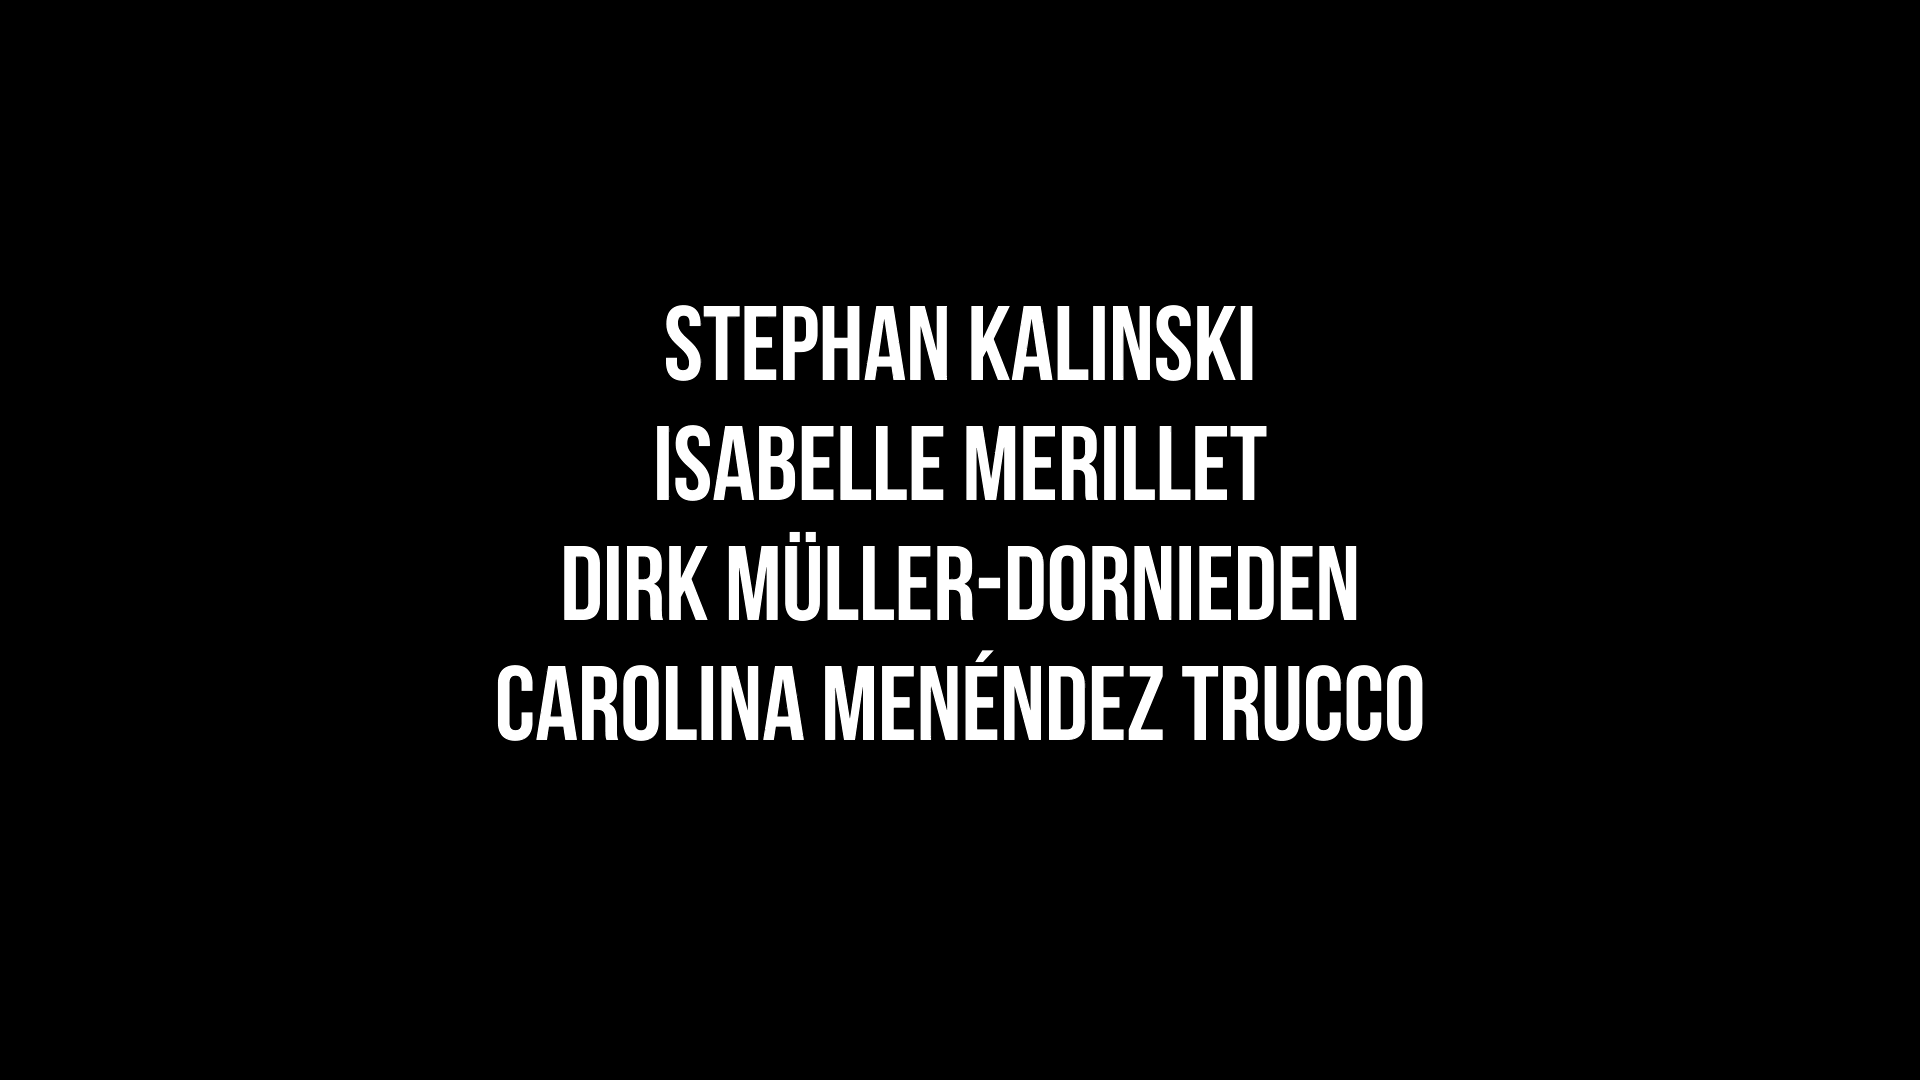 STEPHAN KALINSKI
ISABELLE MERILLET
DIRK MÜLLER-DORNIEDEN
CAROLINA MENÉNDEZ TRUCCO